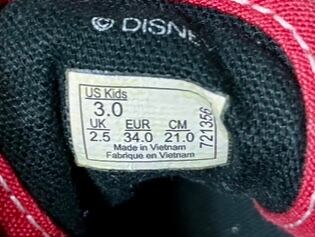 © DISNE
US Kids
3.0
UK EUR CM
2.5 34.0 21.0
Made in Vietnam
Fabriqué en Vietnam
721356